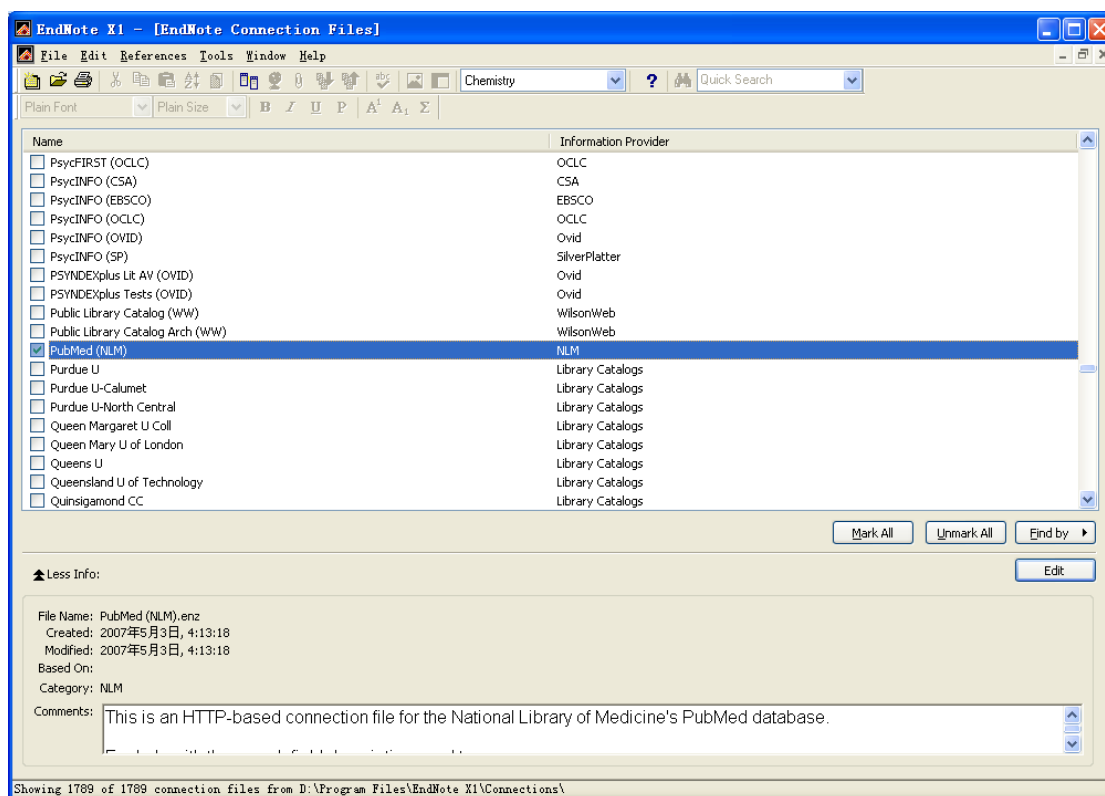 EndNote X1 - [EndNote Connection Files]
File Edit References Tools Window Help
Chemistry ? Quick Search
Plain Font Plain Size B I U P A¹ A₁ Σ
Name Information Provider
PsycFIRST (OCLC) OCLC
PsycINFO (CSA) CSA
PsycINFO (EBSCO) EBSCO
PsycINFO (OCLC) OCLC
PsycINFO (OVID) Ovid
PsycINFO (SP) SilverPlatter
PSYNDEXplus Lit AV (OVID) Ovid
PSYNDEXplus Tests (OVID) Ovid
Public Library Catalog (WW) WilsonWeb
Public Library Catalog Arch (WW) WilsonWeb
PubMed (NLM) NLM
Purdue U Library Catalogs
Purdue U-Calumet Library Catalogs
Purdue U-North Central Library Catalogs
Queen Margaret U Coll Library Catalogs
Queen Mary U of London Library Catalogs
Queens U Library Catalogs
Queensland U of Technology Library Catalogs
Quinsigamond CC Library Catalogs
Mark All Unmark All Find by
Less Info: Edit
File Name: PubMed (NLM).enz
Created: 2007年5月3日, 4:13:18
Modified: 2007年5月3日, 4:13:18
Based On:
Category: NLM
Comments: This is an HTTP-based connection file for the National Library of Medicine's PubMed database.
Showing 1789 of 1789 connection files from D:\Program Files\EndNote X1\Connections\